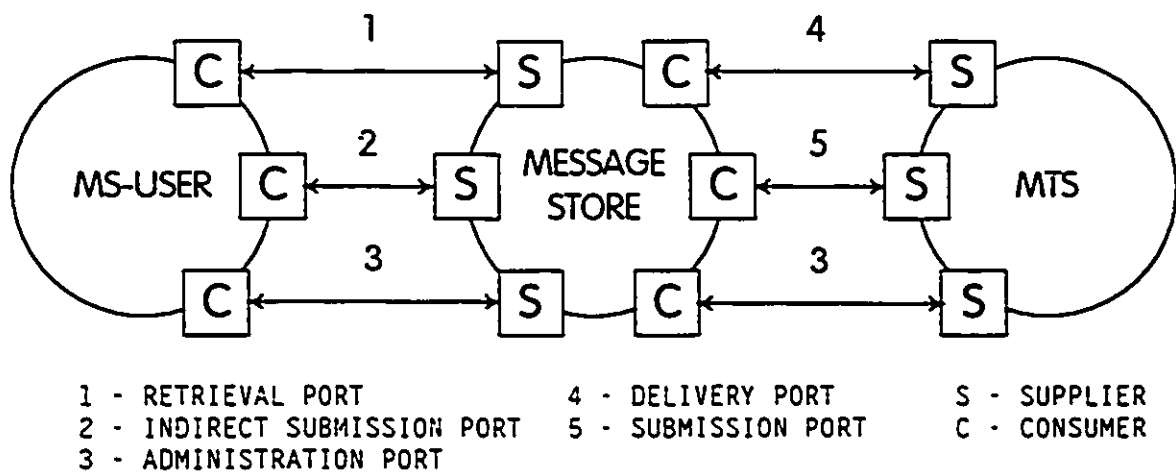 1 4
C S C S
2 5
MS-USER C S MESSAGE STORE C S MTS
3 3
C S C S
1 - RETRIEVAL PORT 4 - DELIVERY PORT S - SUPPLIER
2 - INDIRECT SUBMISSION PORT 5 - SUBMISSION PORT C - CONSUMER
3 - ADMINISTRATION PORT